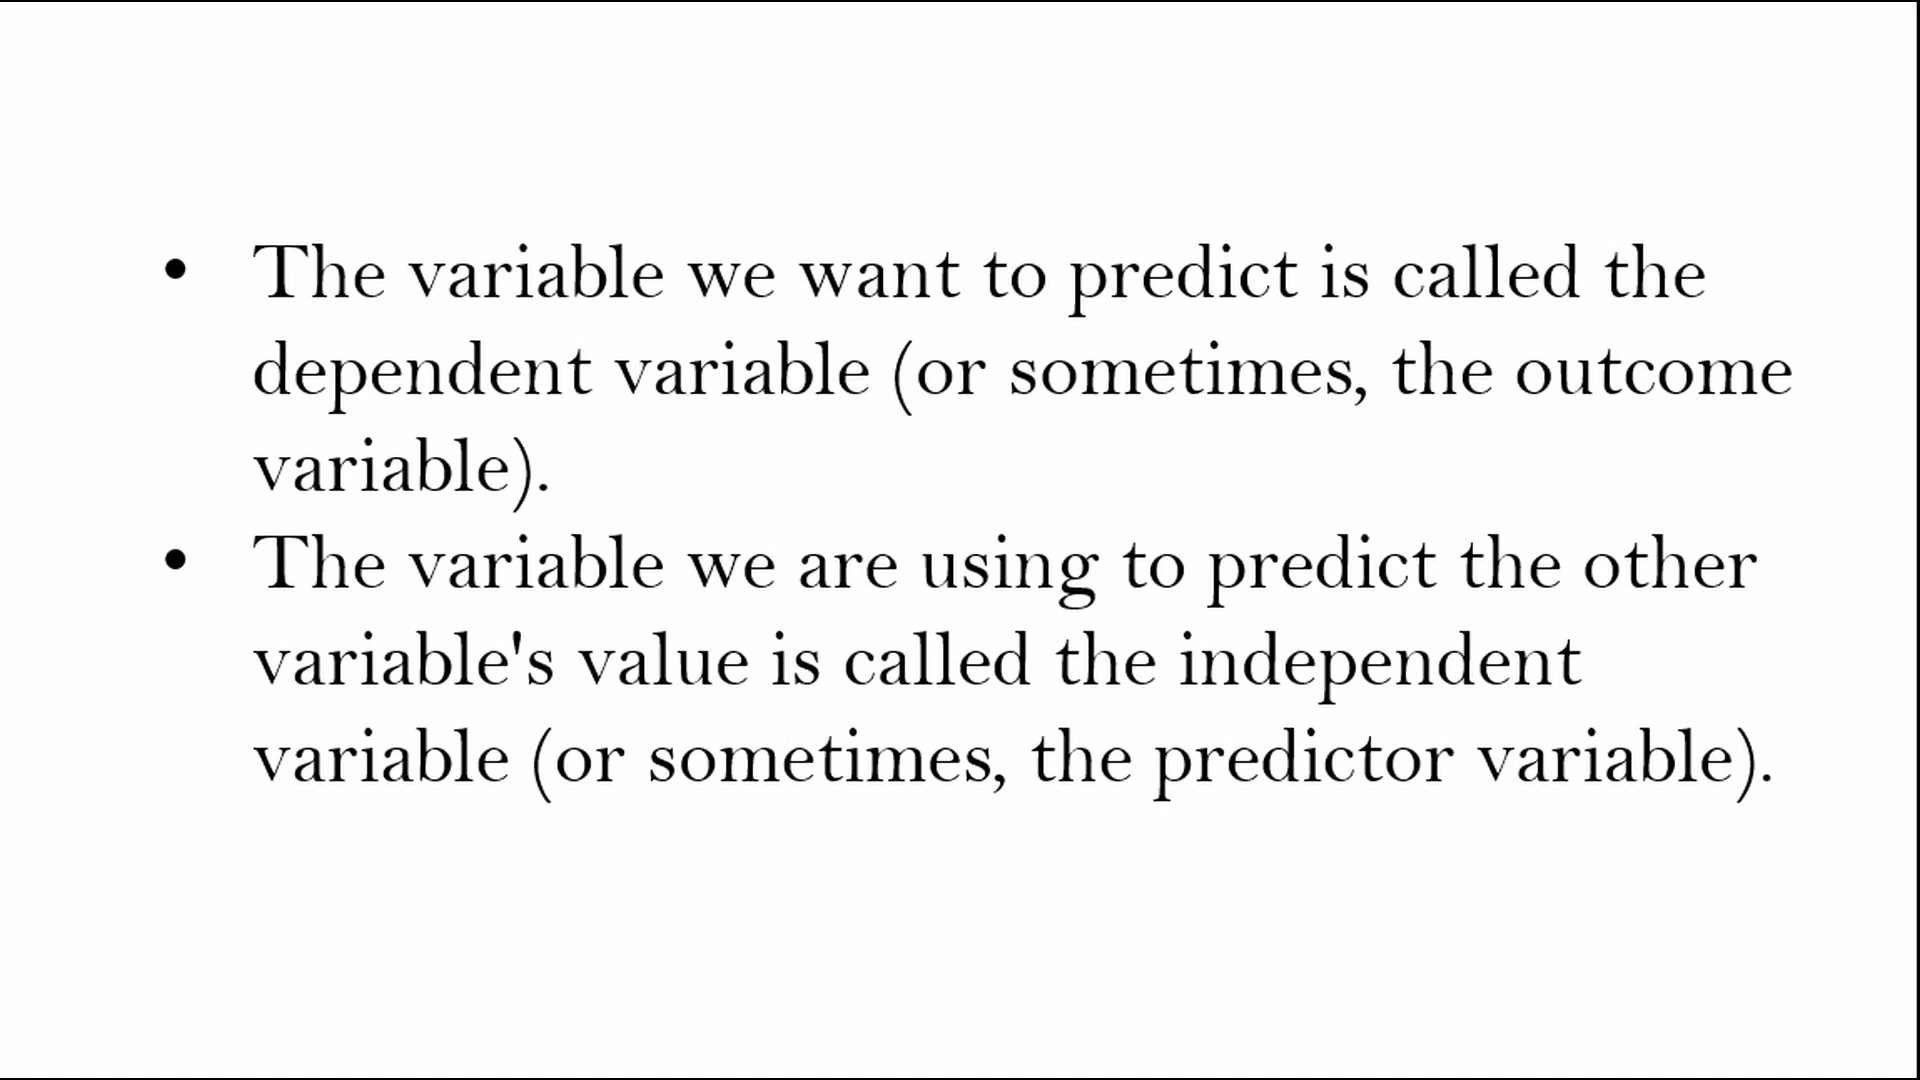 • The variable we want to predict is called the
dependent variable (or sometimes, the outcome
variable).
• The variable we are using to predict the other
variable's value is called the independent
variable (or sometimes, the predictor variable).